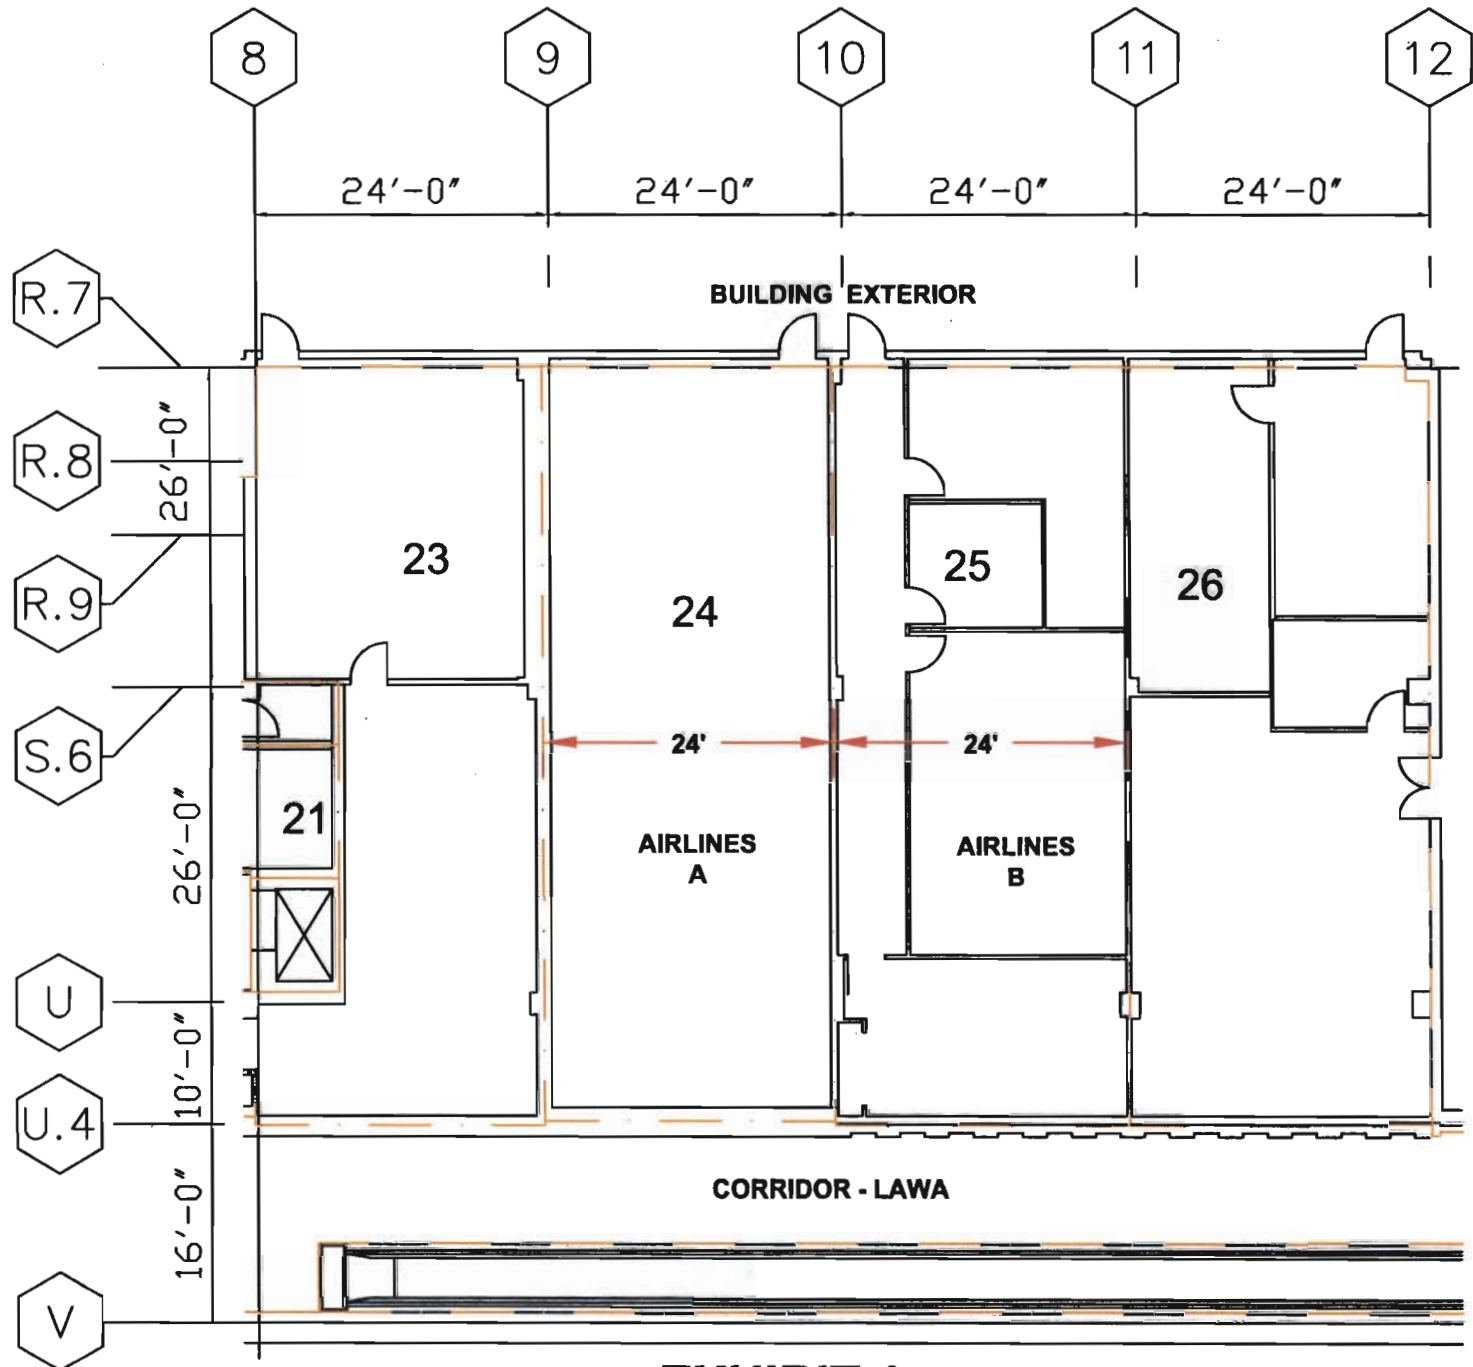 8 9 10 11 12
24'-0" 24'-0" 24'-0" 24'-0"
BUILDING EXTERIOR
R.7
R.8
26'-0"
R.9
23
25
24
26
S.6
24' 24'
21
26'-0"
AIRLINES
A
AIRLINES
B
U
10'-0"
U.4
CORRIDOR - LAWA
16'-0"
V